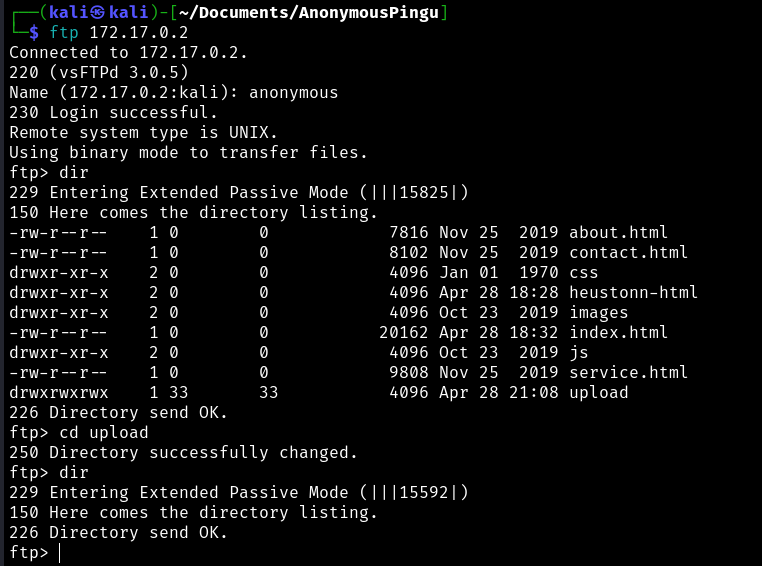 ┌──(kali㉿kali)-[~/Documents/AnonymousPingu]
└─$ ftp 172.17.0.2
Connected to 172.17.0.2.
220 (vsFTPd 3.0.5)
Name (172.17.0.2:kali): anonymous
230 Login successful.
Remote system type is UNIX.
Using binary mode to transfer files.
ftp> dir
229 Entering Extended Passive Mode (|||15825|)
150 Here comes the directory listing.
-rw-r--r--    1 0        0            7816 Nov 25  2019 about.html
-rw-r--r--    1 0        0            8102 Nov 25  2019 contact.html
drwxr-xr-x    2 0        0            4096 Jan 01  1970 css
drwxr-xr-x    2 0        0            4096 Apr 28 18:28 heustonn-html
drwxr-xr-x    2 0        0            4096 Oct 23  2019 images
-rw-r--r--    1 0        0           20162 Apr 28 18:32 index.html
drwxr-xr-x    2 0        0            4096 Oct 23  2019 js
-rw-r--r--    1 0        0            9808 Nov 25  2019 service.html
drwxrwxrwx    1 33       33           4096 Apr 28 21:08 upload
226 Directory send OK.
ftp> cd upload
250 Directory successfully changed.
ftp> dir
229 Entering Extended Passive Mode (|||15592|)
150 Here comes the directory listing.
226 Directory send OK.
ftp>